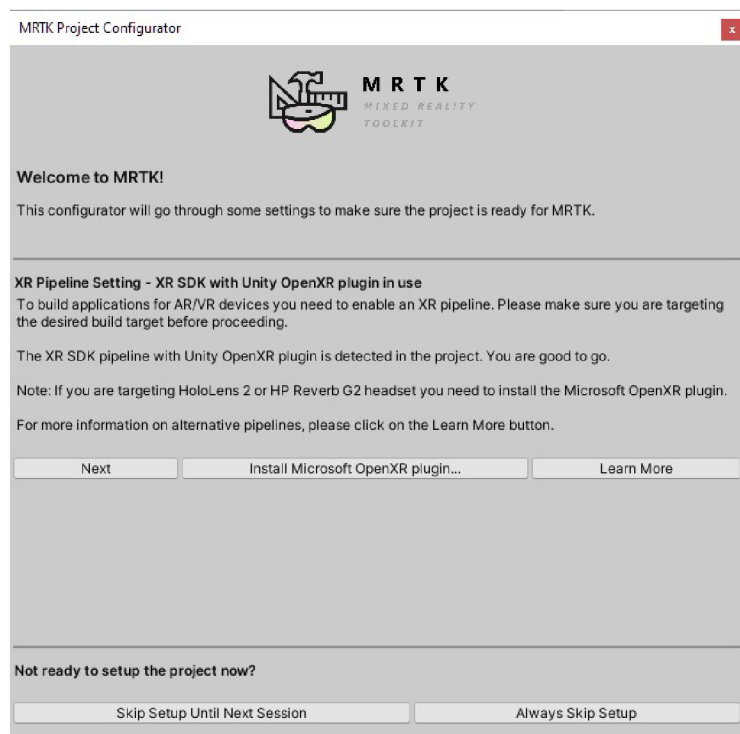 MRTK Project Configurator
x
MRTK
MIXED REALITY
TOOLKIT
Welcome to MRTK!
This configurator will go through some settings to make sure the project is ready for MRTK.
XR Pipeline Setting - XR SDK with Unity OpenXR plugin in use
To build applications for AR/VR devices you need to enable an XR pipeline. Please make sure you are targeting
the desired build target before proceeding.
The XR SDK pipeline with Unity OpenXR plugin is detected in the project. You are good to go.
Note: If you are targeting HoloLens 2 or HP Reverb G2 headset you need to install the Microsoft OpenXR plugin.
For more information on alternative pipelines, please click on the Learn More button.
Next Install Microsoft OpenXR plugin... Learn More
Not ready to setup the project now?
Skip Setup Until Next Session Always Skip Setup